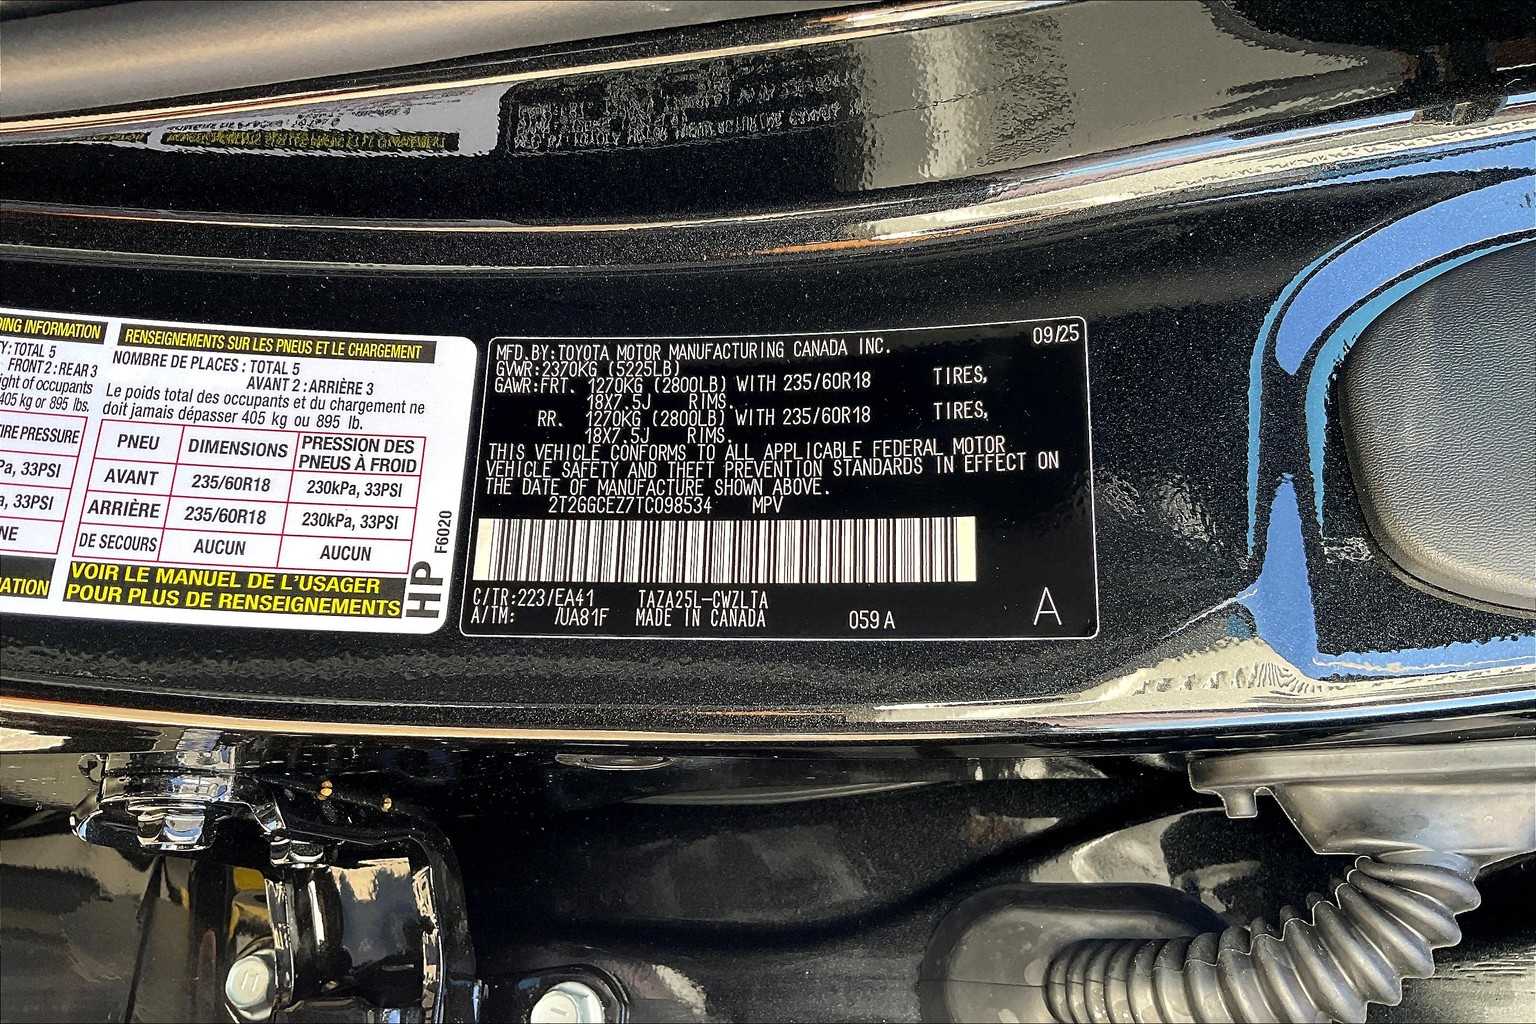 DING INFORMATION
Y: TOTAL 5
FRONT 2 : REAR 3
ight of occupants
405 kg or 895 lbs.
IRE PRESSURE
Pa, 33PSI
a, 33PSI
NE
ATION
RENSEIGNEMENTS SUR LES PNEUS ET LE CHARGEMENT
NOMBRE DE PLACES : TOTAL 5
AVANT 2 : ARRIÈRE 3
Le poids total des occupants et du chargement ne
doit jamais dépasser 405 kg ou 895 lb.
PNEU DIMENSIONS PRESSION DES PNEUS À FROID
AVANT 235/60R18 230kPa, 33PSI
ARRIÈRE 235/60R18 230kPa, 33PSI
DE SECOURS AUCUN AUCUN
VOIR LE MANUEL DE L'USAGER
POUR PLUS DE RENSEIGNEMENTS
HP F6020
09/25
MFD. BY: TOYOTA MOTOR MANUFACTURING CANADA INC.
GVWR: 2370KG (5225LB)
GAWR: FRT. 1270KG (2800LB) WITH 235/60R18 TIRES,
18X7.5J RIMS.
RR. 1270KG (2800LB) WITH 235/60R18 TIRES,
18X7.5J RIMS.
THIS VEHICLE CONFORMS TO ALL APPLICABLE FEDERAL MOTOR
VEHICLE SAFETY AND THEFT PREVENTION STANDARDS IN EFFECT ON
THE DATE OF MANUFACTURE SHOWN ABOVE.
2T2GGCEZ7TC098534 MPV
C/TR: 223/EA41 TAZA25L-CWZLTA
A/TM: /UA81F MADE IN CANADA 059 A
A